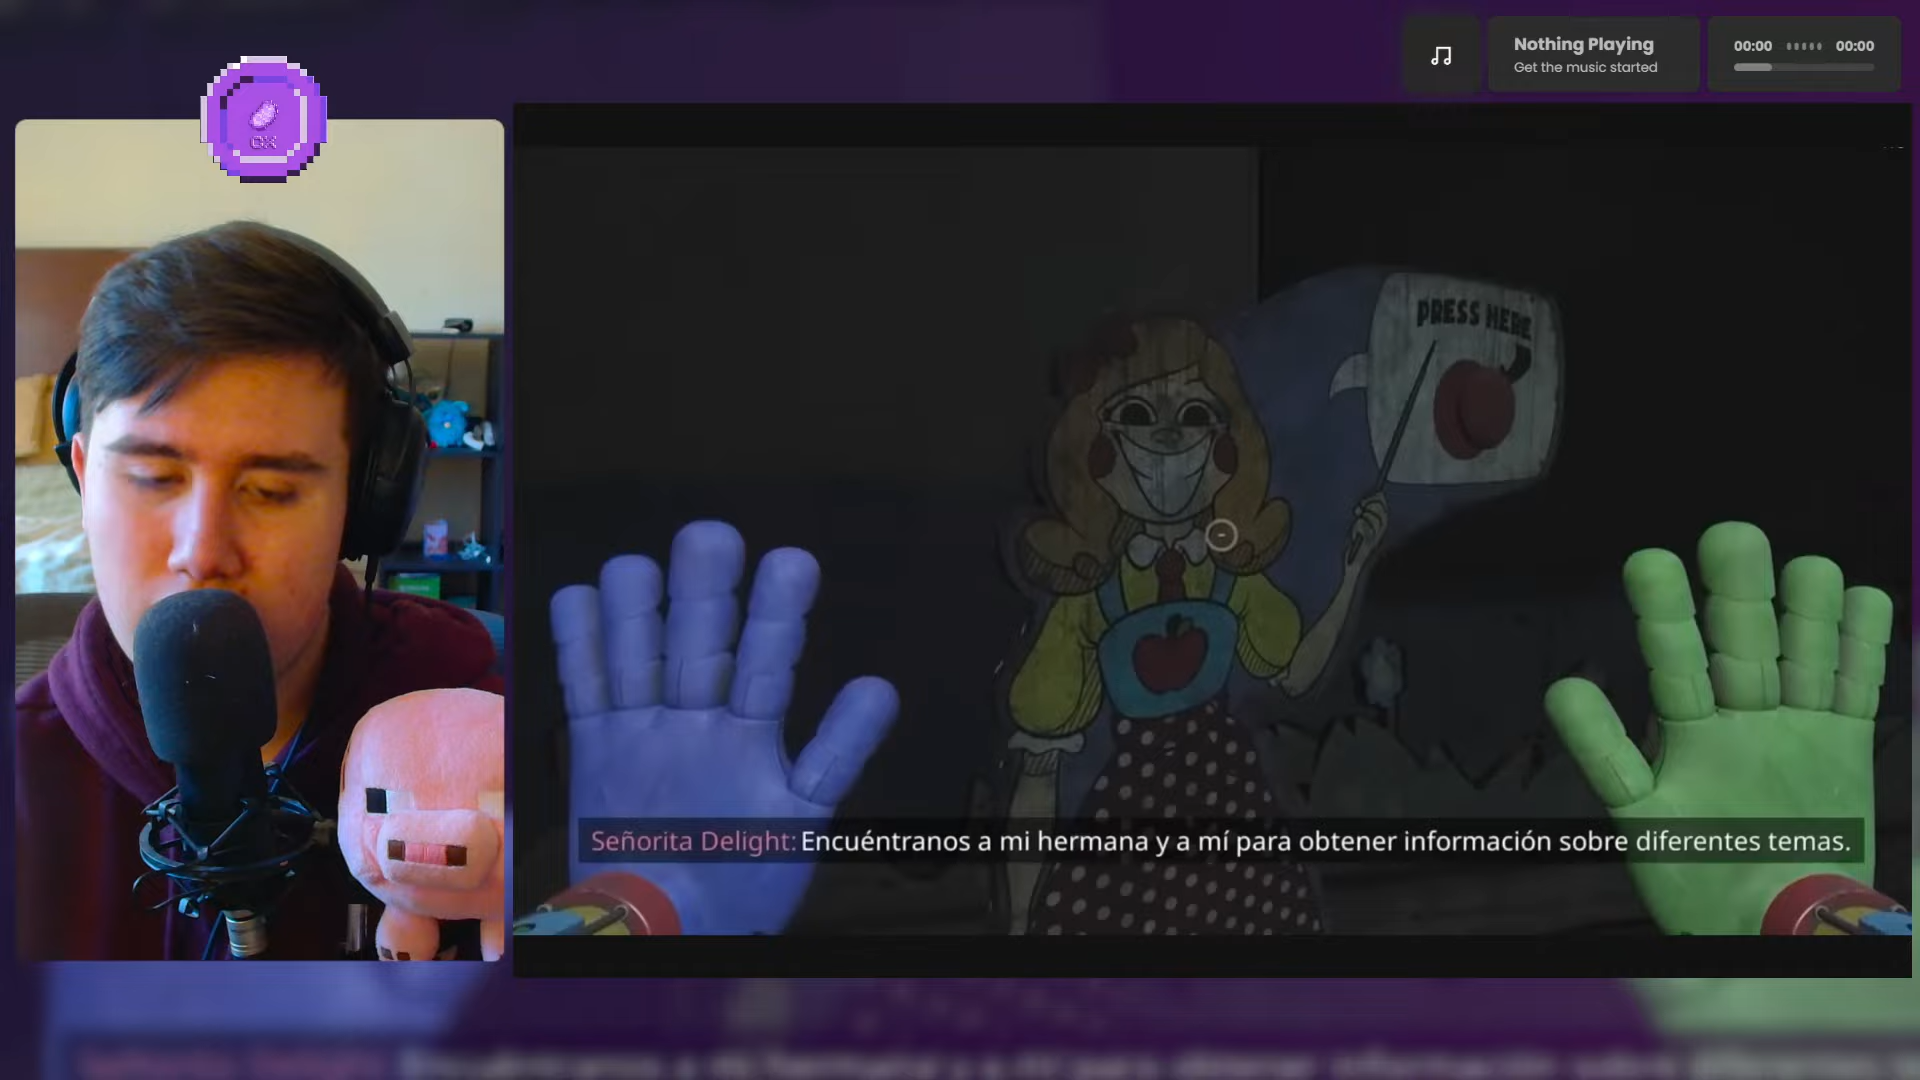 Nothing Playing
Get the music started
00:00 00:00
CX
PRESS HERE
Señorita Delight: Encuéntranos a mi hermana y a mí para obtener información sobre diferentes temas.